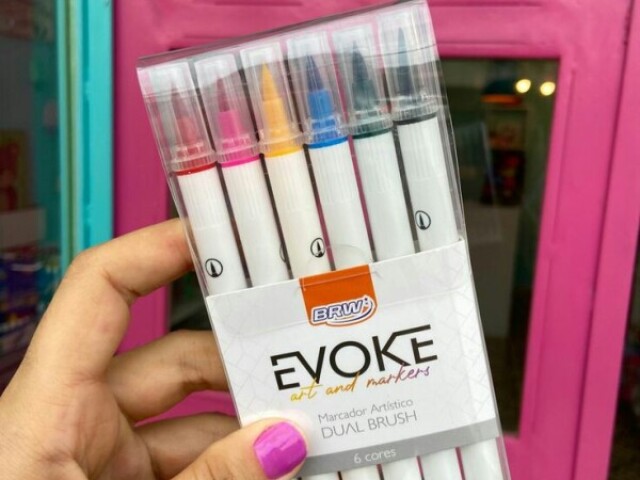 BRW
EVOKE
art and markers
Marcador Artístico
DUAL BRUSH
6 cores